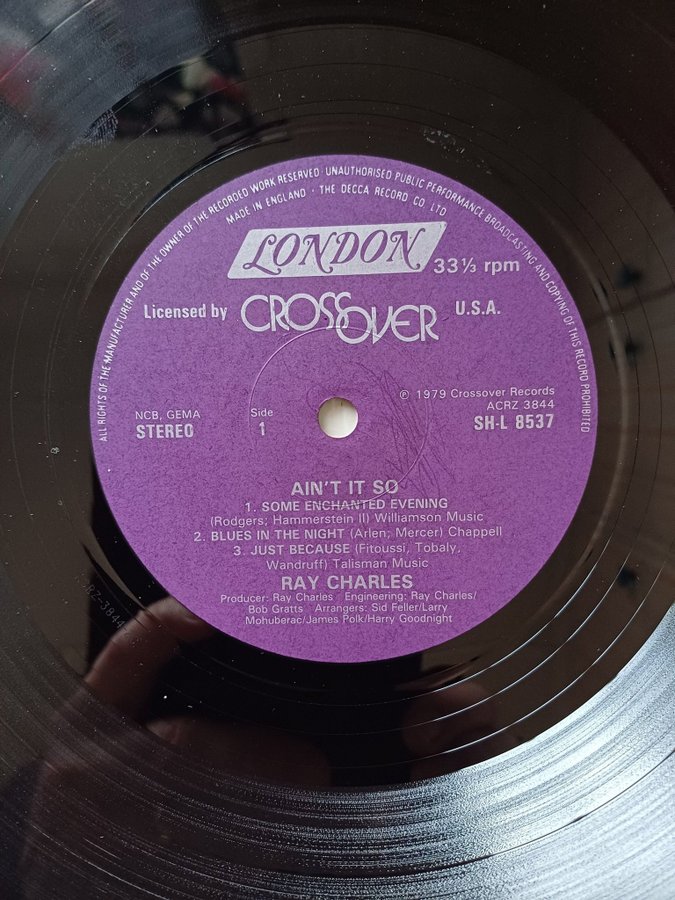 ALL RIGHTS OF THE MANUFACTURER AND OF THE OWNER OF THE RECORDED WORK RESERVED UNAUTHORISED PUBLIC PERFORMANCE BROADCASTING AND COPYING OF THIS RECORD PROHIBITED
MADE IN ENGLAND · THE DECCA RECORD CO LTD
LONDON
33⅓ rpm
Licensed by CROSSOVER U.S.A.
NCB, GEMA
STEREO
Side
1
℗ 1979 Crossover Records
ACRZ 3844
SH-L 8537
AIN'T IT SO
1. SOME ENCHANTED EVENING
(Rodgers; Hammerstein II) Williamson Music
2. BLUES IN THE NIGHT (Arlen; Mercer) Chappell
3. JUST BECAUSE (Fitoussi, Tobaly,
Wandruff) Talisman Music
RAY CHARLES
Producer: Ray Charles Engineering: Ray Charles/
Bob Gratts Arrangers: Sid Feller/Larry
Mohuberac/James Polk/Harry Goodnight